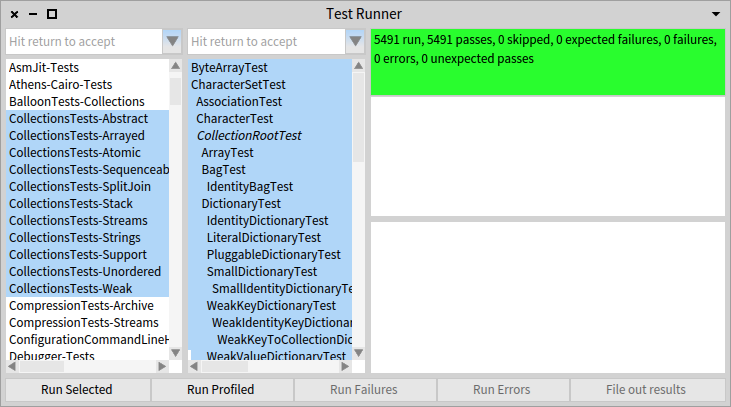 Test Runner
Hit return to accept
AsmJit-Tests
Athens-Cairo-Tests
BalloonTests-Collections
CollectionsTests-Abstract
CollectionsTests-Arrayed
CollectionsTests-Atomic
CollectionsTests-Sequenceab
CollectionsTests-SplitJoin
CollectionsTests-Stack
CollectionsTests-Streams
CollectionsTests-Strings
CollectionsTests-Support
CollectionsTests-Unordered
CollectionsTests-Weak
CompressionTests-Archive
CompressionTests-Streams
ConfigurationCommandLineH
Debugger-Tests
Hit return to accept
ByteArrayTest
CharacterSetTest
AssociationTest
CharacterTest
CollectionRootTest
ArrayTest
BagTest
IdentityBagTest
DictionaryTest
IdentityDictionaryTest
LiteralDictionaryTest
PluggableDictionaryTest
SmallDictionaryTest
SmallIdentityDictionaryTe
WeakKeyDictionaryTest
WeakIdentityKeyDictionar
WeakKeyToCollectionDic
WeakValueDictionaryTest
5491 run, 5491 passes, 0 skipped, 0 expected failures, 0 failures,
0 errors, 0 unexpected passes
Run Selected
Run Profiled
Run Failures
Run Errors
File out results